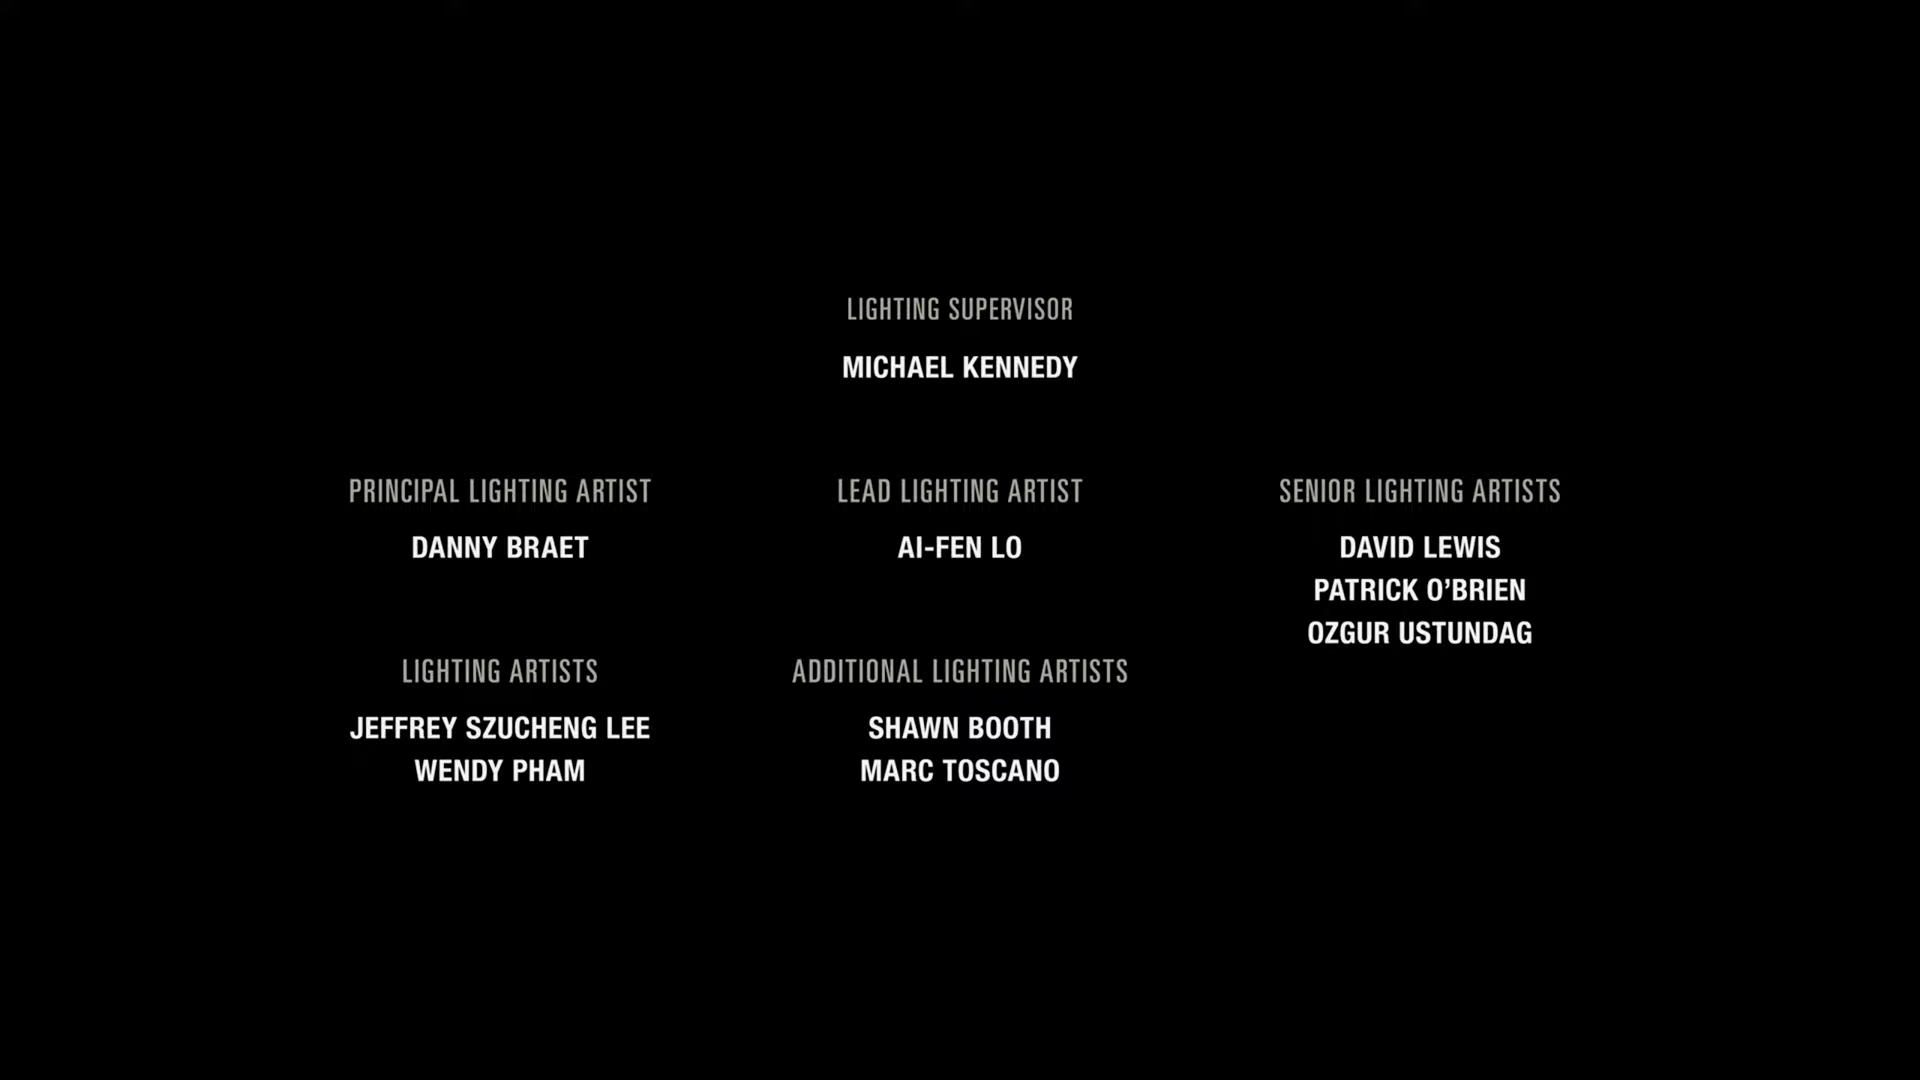 LIGHTING SUPERVISOR
MICHAEL KENNEDY
PRINCIPAL LIGHTING ARTIST
DANNY BRAET
LEAD LIGHTING ARTIST
AI-FEN LO
SENIOR LIGHTING ARTISTS
DAVID LEWIS
PATRICK O’BRIEN
OZGUR USTUNDAG
LIGHTING ARTISTS
JEFFREY SZUCHENG LEE
WENDY PHAM
ADDITIONAL LIGHTING ARTISTS
SHAWN BOOTH
MARC TOSCANO